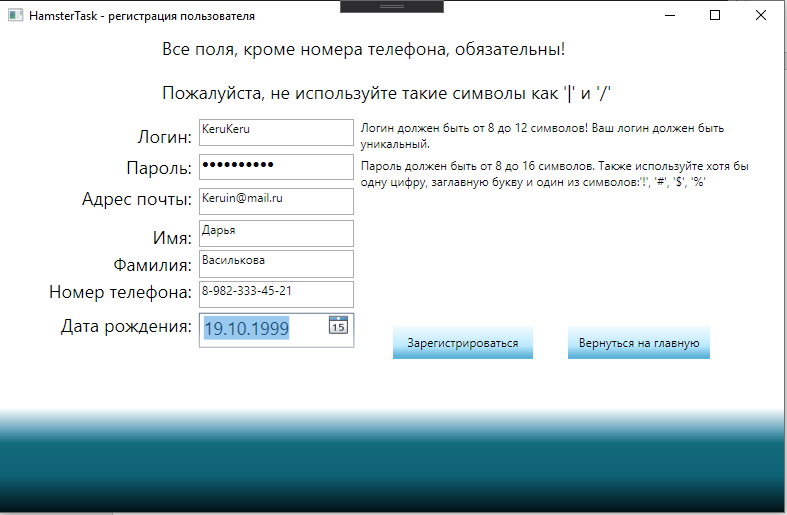 HamsterTask - регистрация пользователя
Все поля, кроме номера телефона, обязательны!
Пожалуйста, не используйте такие символы как '|' и '/'
Логин: KeruKeru
Логин должен быть от 8 до 12 символов! Ваш логин должен быть
уникальный.
Пароль: ●●●●●●●●●●
Пароль должен быть от 8 до 16 символов. Также используйте хотя бы
одну цифру, заглавную букву и один из символов:'!', '#', '$', '%'
Адрес почты: Keruin@mail.ru
Имя: Дарья
Фамилия: Василькова
Номер телефона: 8-982-333-45-21
Дата рождения: 19.10.1999 15
Зарегистрироваться
Вернуться на главную